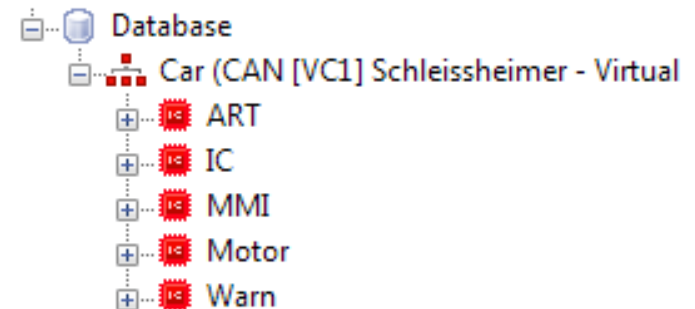 Database
Car (CAN [VC1] Schleissheimer - Virtual
ART
IC
MMI
Motor
Warn